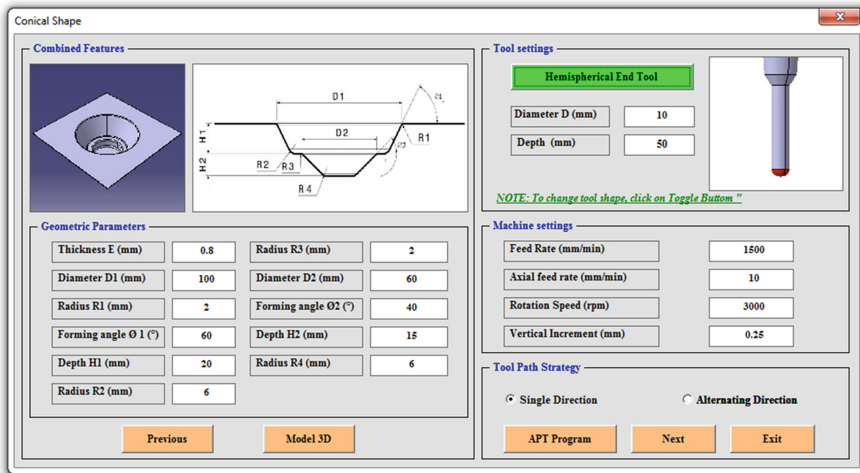 Conical Shape
Combined Features
D1
Ø1
H1
D2
R1
H2
R2
R3
Ø2
R4
Geometric Parameters
Thickness E (mm) 0.8 Radius R3 (mm) 2
Diameter D1 (mm) 100 Diameter D2 (mm) 60
Radius R1 (mm) 2 Forming angle Ø2 (°) 40
Forming angle Ø 1 (°) 60 Depth H2 (mm) 15
Depth H1 (mm) 20 Radius R4 (mm) 6
Radius R2 (mm) 6
Previous Model 3D
Tool settings
Hemispherical End Tool
Diameter D (mm) 10
Depth (mm) 50
NOTE: To change tool shape, click on Toggle Buttom "
Machine settings
Feed Rate (mm/min) 1500
Axial feed rate (mm/min) 10
Rotation Speed (rpm) 3000
Vertical Increment (mm) 0.25
Tool Path Strategy
Single Direction Alternating Direction
APT Program Next Exit